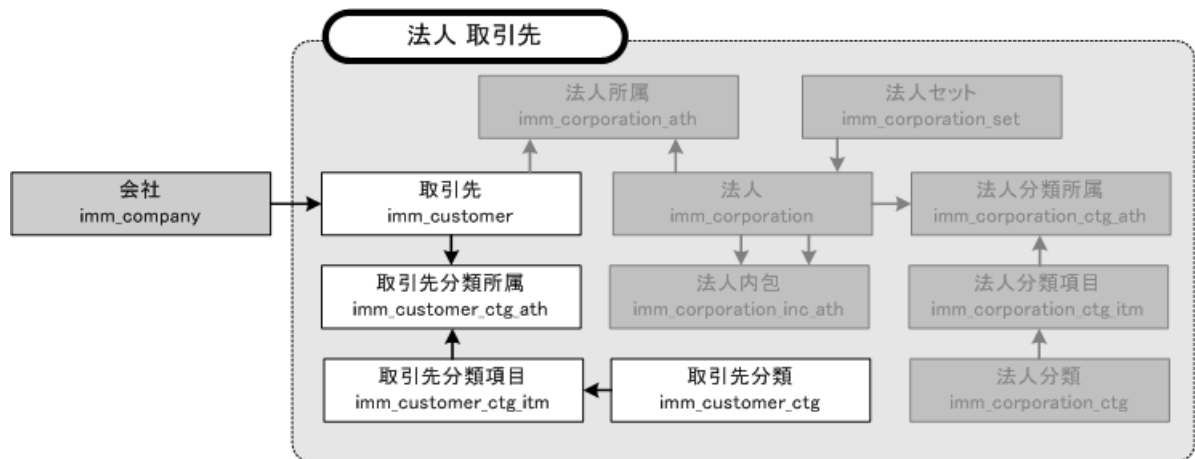 法人 取引先
法人所属
imm_corporation_ath
法人セット
imm_corporation_set
会社
imm_company
取引先
imm_customer
法人
imm_corporation
法人分類所属
imm_corporation_ctg_ath
取引先分類所属
imm_customer_ctg_ath
法人内包
imm_corporation_inc_ath
法人分類項目
imm_corporation_ctg_itm
取引先分類項目
imm_customer_ctg_itm
取引先分類
imm_customer_ctg
法人分類
imm_corporation_ctg